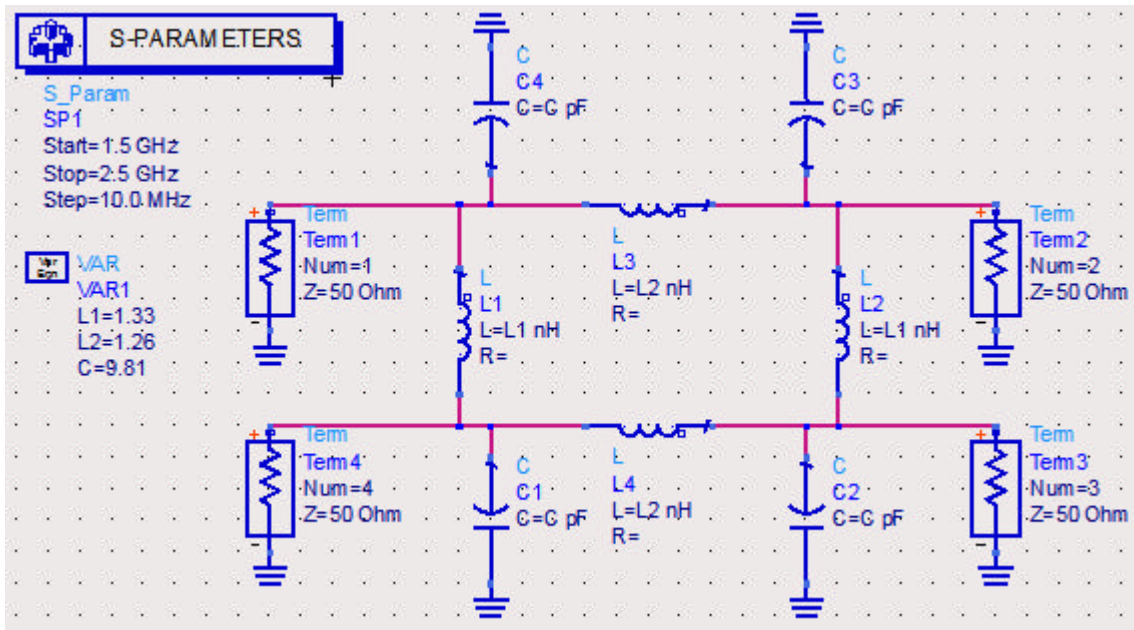 S-PARAMETERS
S_Param
SP1
Start=1.5 GHz
Stop=2.5 GHz
Step=10.0 MHz
Var
Eqn
VAR
VAR1
L1=1.33
L2=1.26
C=9.81
C
C4
C=C pF
C
C3
C=C pF
+
Term
Term1
Num=1
Z=50 Ohm
-
L
L3
L=L2 nH
R=
+
Term
Term2
Num=2
Z=50 Ohm
-
L
L1
L=L1 nH
R=
L
L2
L=L1 nH
R=
+
Term
Term4
Num=4
Z=50 Ohm
-
C
C1
C=C pF
L
L4
L=L2 nH
R=
C
C2
C=C pF
+
Term
Term3
Num=3
Z=50 Ohm
-